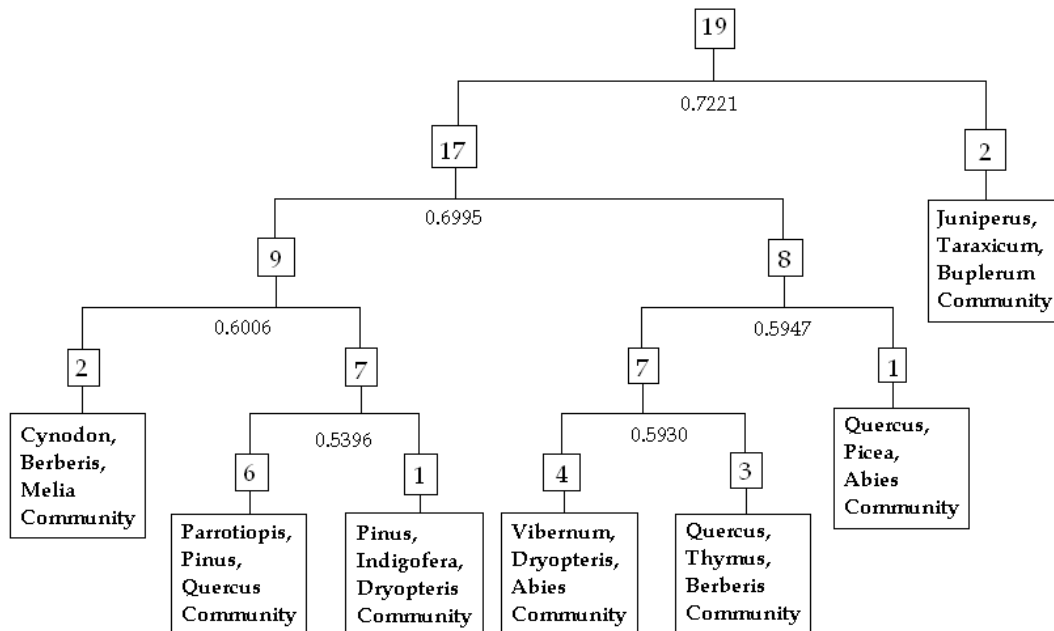 19
0.7221
17
2
0.6995
Juniperus,
Taraxicum,
Buplerum
Community
9
8
0.6006
0.5947
2
7
7
1
Cynodon,
Berberis,
Melia
Community
0.5396
0.5930
Quercus,
Picea,
Abies
Community
6
1
4
3
Parrotiopis,
Pinus,
Quercus
Community
Pinus,
Indigofera,
Dryopteris
Community
Vibernum,
Dryopteris,
Abies
Community
Quercus,
Thymus,
Berberis
Community